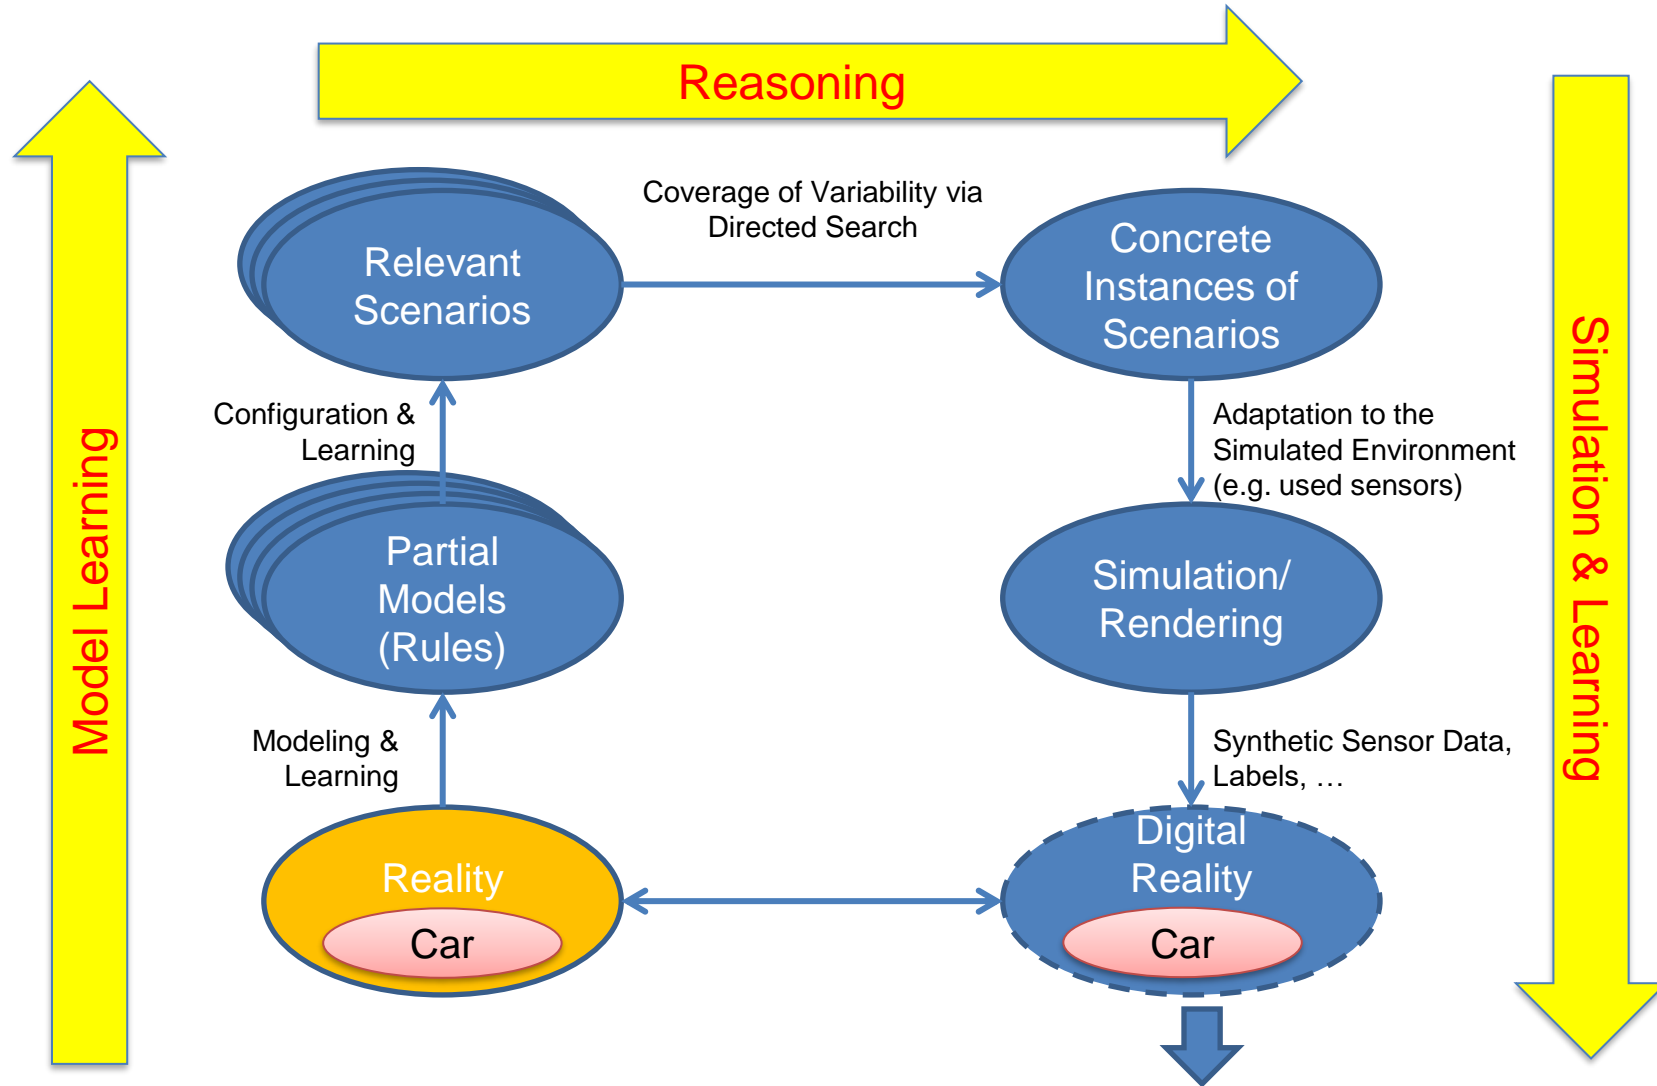 Reasoning
Model Learning
Simulation & Learning
Relevant
Scenarios
Coverage of Variability via
Directed Search
Concrete
Instances of
Scenarios
Configuration &
Learning
Adaptation to the
Simulated Environment
(e.g. used sensors)
Partial
Models
(Rules)
Simulation/
Rendering
Modeling &
Learning
Synthetic Sensor Data,
Labels, …
Reality
Car
Digital
Reality
Car